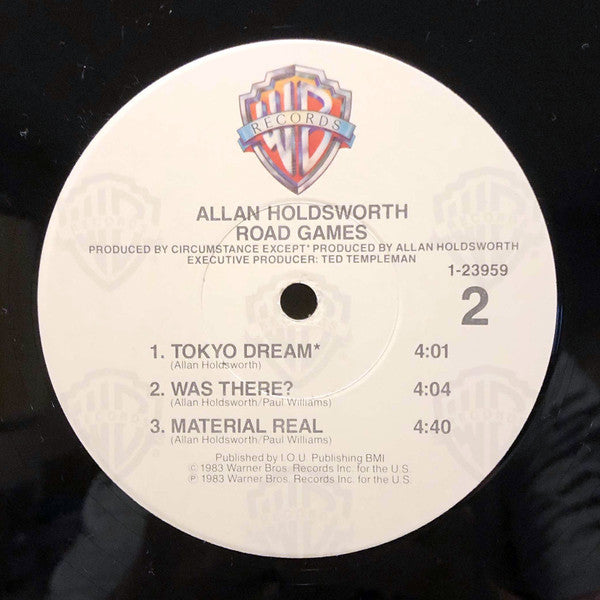 WB
RECORDS
ALLAN HOLDSWORTH
ROAD GAMES
PRODUCED BY CIRCUMSTANCE EXCEPT* PRODUCED BY ALLAN HOLDSWORTH
EXECUTIVE PRODUCER: TED TEMPLEMAN
1-23959
2
1. TOKYO DREAM* 4:01
(Allan Holdsworth)
2. WAS THERE? 4:04
(Allan Holdsworth/Paul Williams)
3. MATERIAL REAL 4:40
(Allan Holdsworth/Paul Williams)
Published by I.O.U. Publishing BMI
© 1983 Warner Bros. Records Inc. for the U.S.
℗ 1983 Warner Bros. Records Inc. for the U.S.